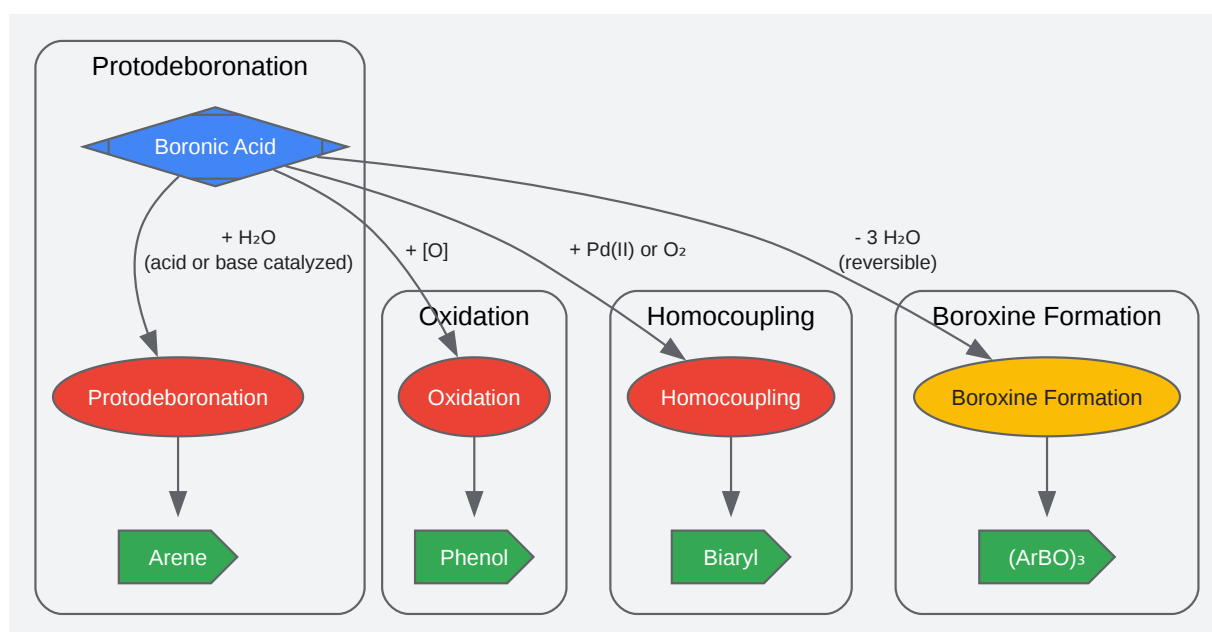 Protodeboronation
Boronic Acid
+ H₂O
(acid or base catalyzed)
+ [O]
+ Pd(II) or O₂
- 3 H₂O
(reversible)
Oxidation
Homocoupling
Boroxine Formation
Protodeboronation
Oxidation
Homocoupling
Boroxine Formation
Arene
Phenol
Biaryl
(ArBO)₃